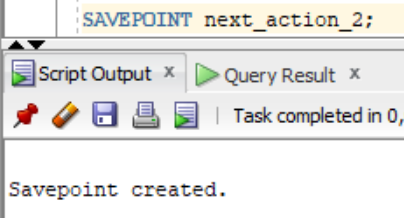 SAVEPOINT next_action_2;
Script Output x Query Result x
Task completed in 0,
Savepoint created.